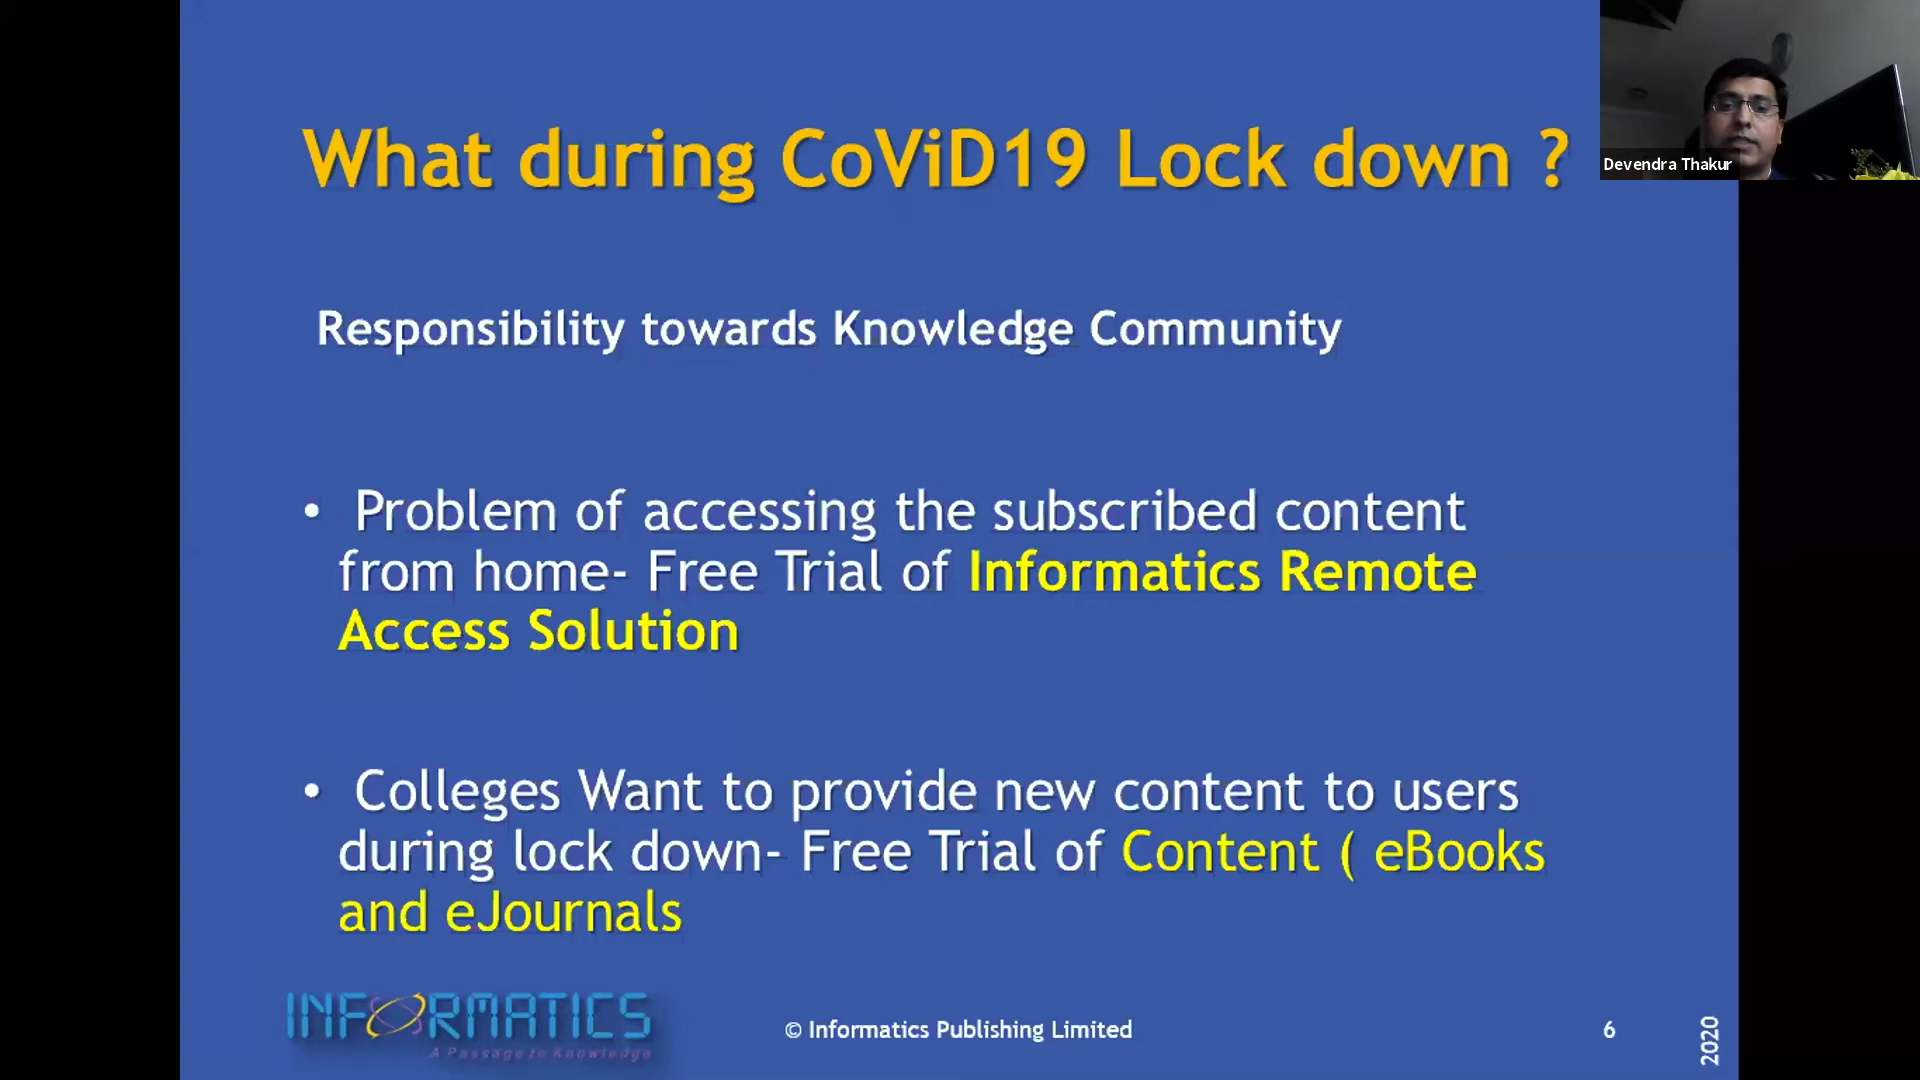 What during CoViD19 Lock down ?
Devendra Thakur
Responsibility towards Knowledge Community
• Problem of accessing the subscribed content
from home- Free Trial of Informatics Remote
Access Solution
• Colleges Want to provide new content to users
during lock down- Free Trial of Content ( eBooks
and eJournals
INFORMATICS
A Passage to Knowledge
© Informatics Publishing Limited
6
2020